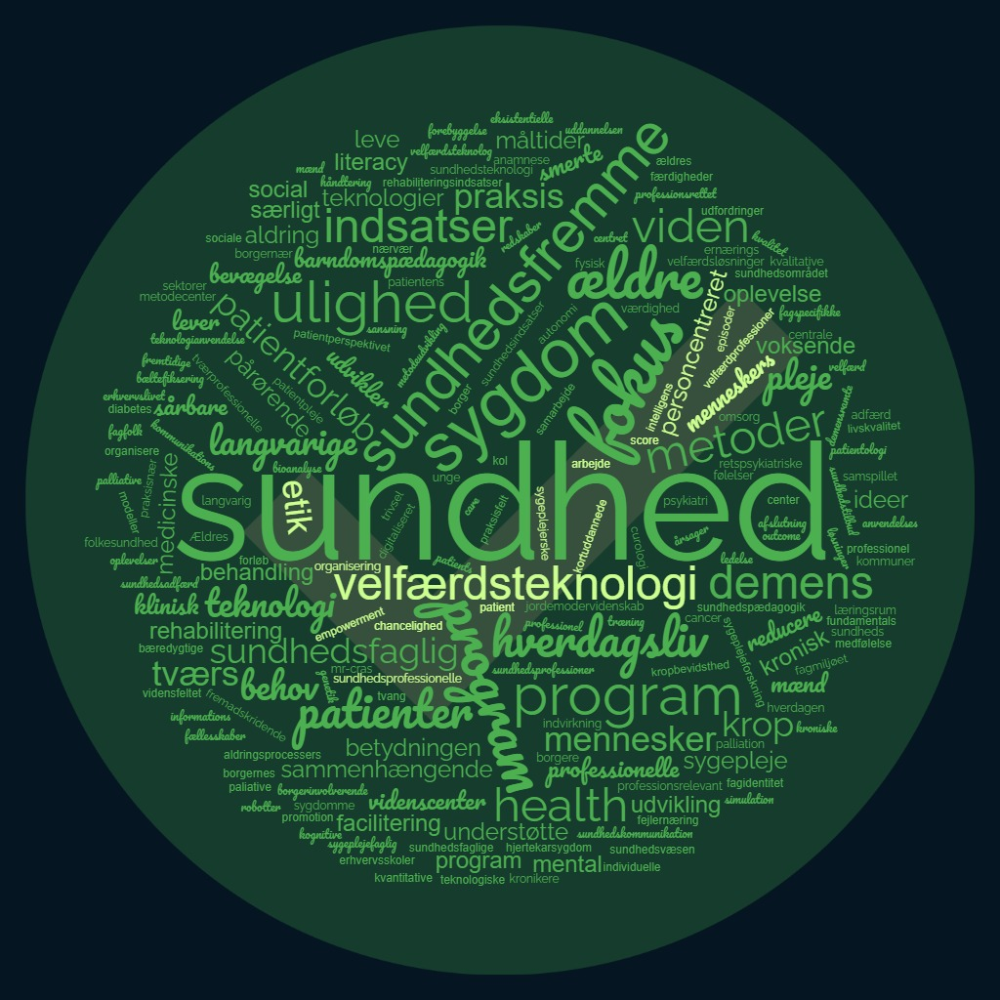 eksistentielle
forebyggelse
uddannelsen
leve
måltider
velfærdsteknolog
anamnese
literacy
smerte
ældres
mænd
sundhedsteknologi
færdigheder
håndtering
rehabiliteringsindsatser
social
teknologier
praksis
professionsrettet
særligt
indsatser
sundhedsfremme
viden
udfordringer
sociale
aldring
redskaber
centret
kvalitet
borgernær
nærvær
ernærings
barndomspædagogik
fysisk
velfærdsløsninger
kvalitative
bevægelse
patientens
ældre
sundhedsområdet
sektorer
ulighed
personcentreret
oplevelse
metodecenter
patientforløb
sundhedsindsatser
autonomi
værdighed
fagspecifikke
lever
sansning
sygdom
fokus
episoder
velfærdprofessioner
centrale
teknologianvendelse
patientperspektivet
metodeudvikling
voksende
fremtidige
tværprofessionelle
pårørende
udvikler
menneskers
pleje
velfærd
bæltefiksering
patientpleje
borger
samarbejde
intelligens
erhvervslivet
diabetes
sårbare
omsorg
demensramte
adfærd
livskvalitet
fagfolk
kommunikations
langvarige
score
metoder
organisere
medicinske
bioanalyse
kol
arbejde
retspsykiatriske
patientologi
palliative
praksisnær
sundhed
unge
følelser
sundhedstilbud
samspillet
modeller
langvarig
etik
trivsel
care
praksisfelt
sygeplejerske
kortuddannede
psykiatri
center
ideer
folkesundhed
Ældres
digitaliseret
curologi
årsager
afslutning
outcome
løsninger
anvendelses
oplevelser
forløb
patients
ledelse
professionel
behandling
organisering
kommuner
sundhedsadfærd
velfærdsteknologi
demens
klinisk
teknologi
empowerment
chancelighed
patient
jordemodervidenskab
sundhedspædagogik
læringsrum
rehabilitering
program
professionel
træning
cancer
reducere
fundamentals
sundheds
bæredygtige
sundhedsfaglig
hverdagsliv
sygeplejeforskning
kronisk
medfølelse
tværs
mr-cras
sundhedsprofessionelle
sundhedsprofessioner
kropbevidsthed
fagmiljøet
vidensfeltet
behov
genetik
tvang
program
mænd
informations
fremadskridende
patienter
hverdagen
fællesskaber
indvirkning
krop
kroniske
aldringsprocessers
betydningen
mennesker
palliation
borgernes
sammenhængende
borgere
professionelle
sygepleje
paliative
borgerinvolverende
professionsrelevant
fagidentitet
robotter
sygdomme
videnscenter
health
udvikling
simulation
promotion
facilitering
fejlernæring
kognitive
understøtte
sundhedskommunikation
sygeplejefaglig
sundhedsfaglige
hjertekarsygdom
sundhedsvæsen
erhvervsskoler
program
mental
individuelle
kvantitative
teknologiske
kronikere